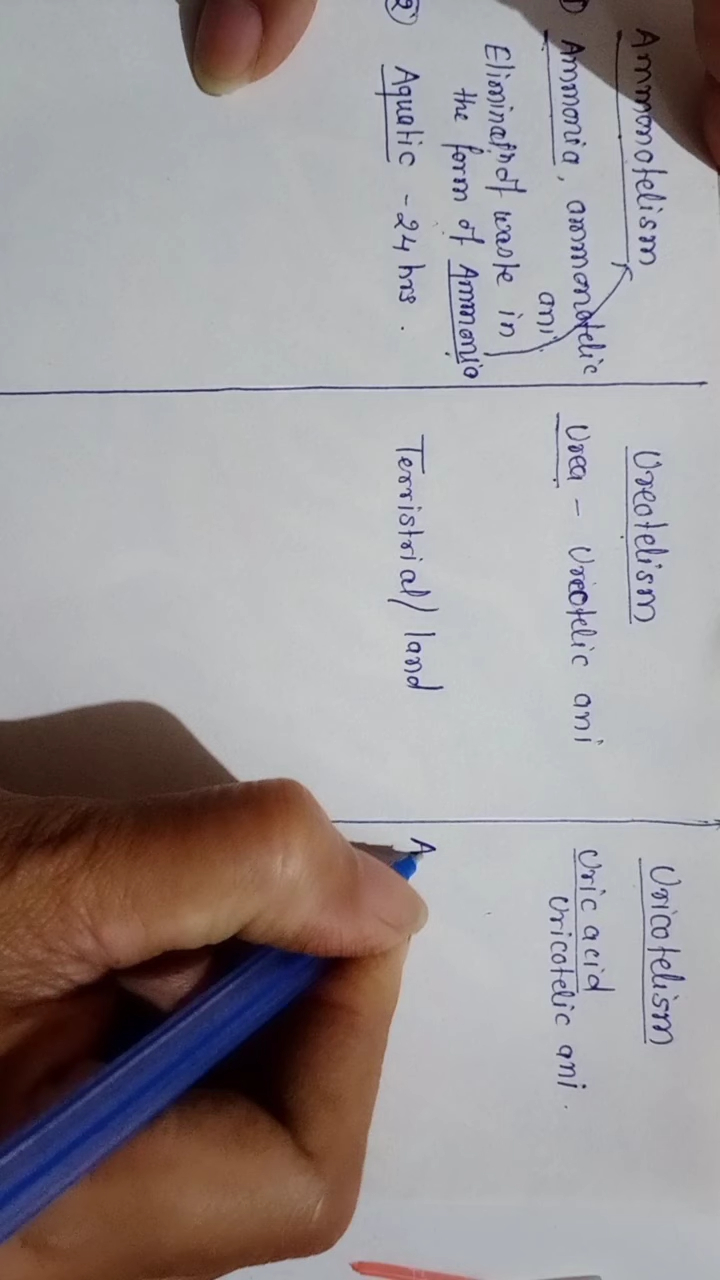 Ammonotelism
① Ammonia, ammonotelic
ani
Elimination of waste in
the form of Ammonia
② Aquatic - 24 hrs.
Ureotelism
Urea - Ureotelic ani
Terristrial/land
Uricotelism
Uric acid
Uricotelic ani.
A